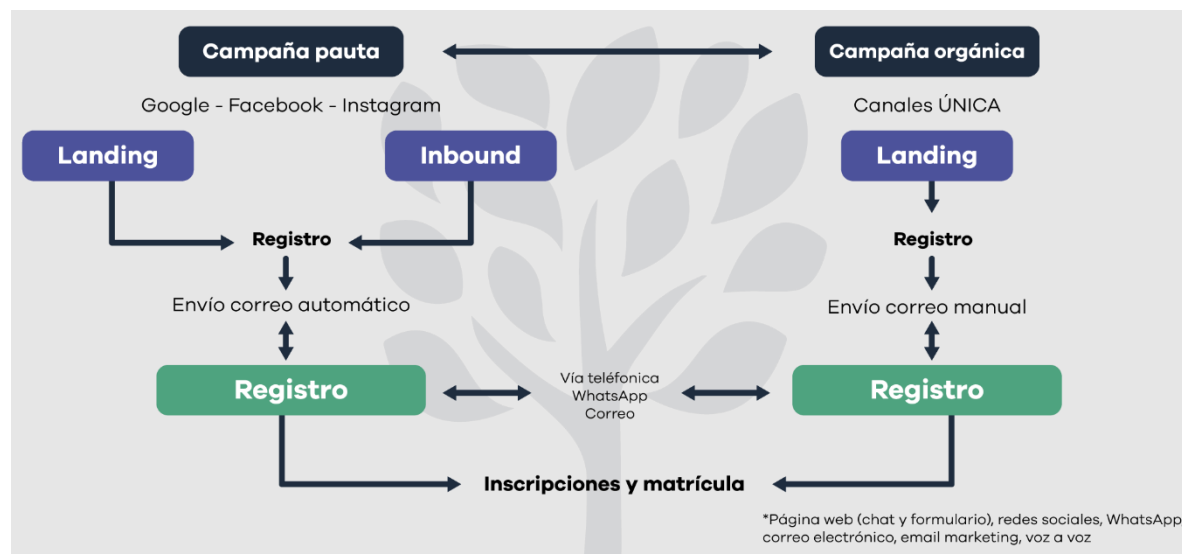 Campaña pauta
Campaña orgánica
Google - Facebook - Instagram
Canales ÚNICA
Landing
Inbound
Landing
Registro
Registro
Envío correo automático
Envío correo manual
Registro
Vía teléfonica
WhatsApp
Correo
Registro
Inscripciones y matrícula
*Página web (chat y formulario), redes sociales, WhatsApp
correo electrónico, email marketing, voz a voz